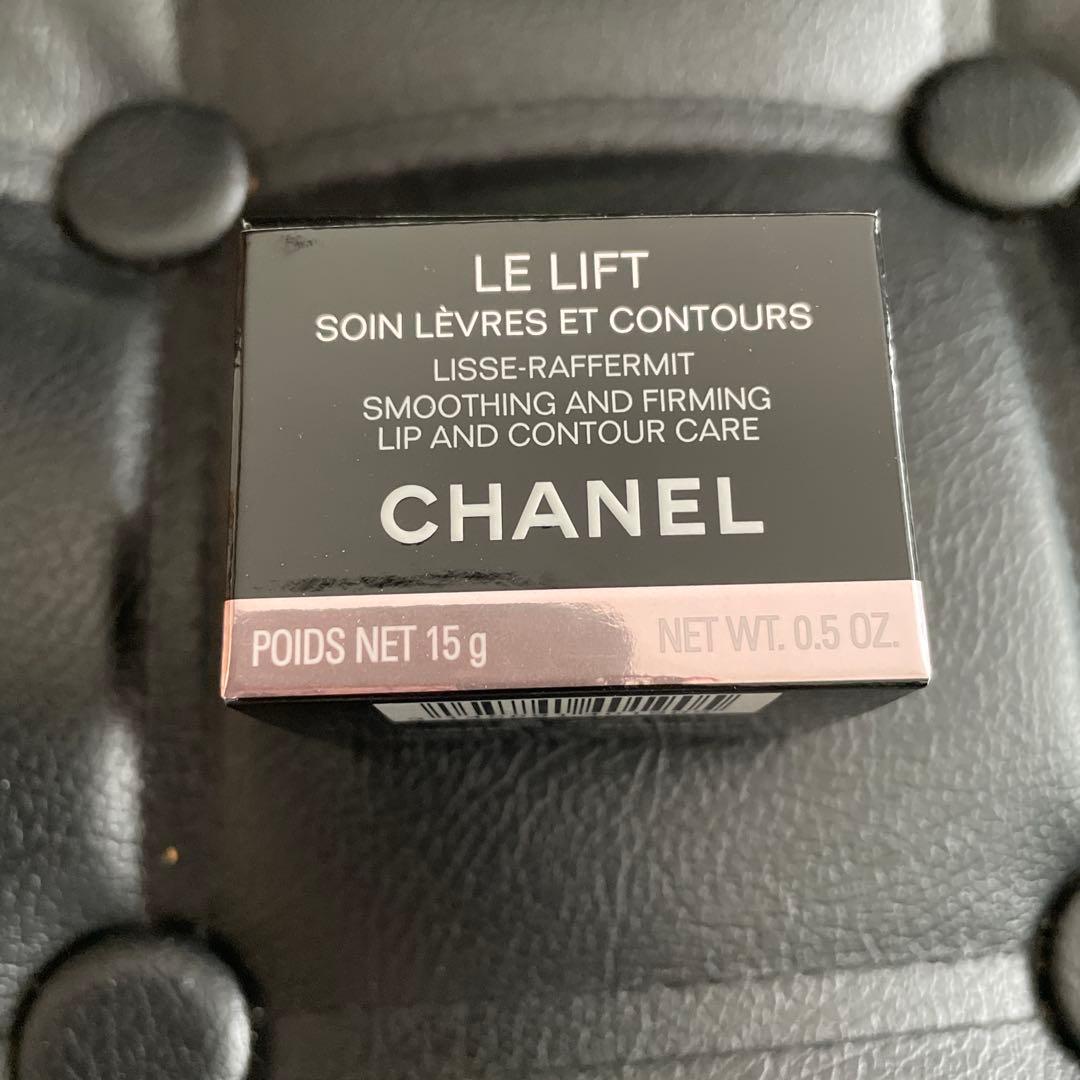 LE LIFT
SOIN LÈVRES ET CONTOURS
LISSE-RAFFERMIT
SMOOTHING AND FIRMING
LIP AND CONTOUR CARE
CHANEL
POIDS NET 15 g NET WT. 0.5 OZ.